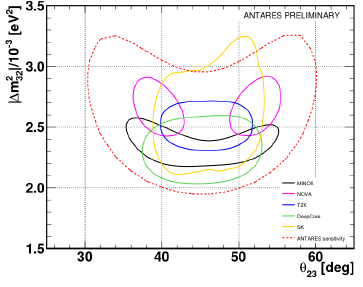 ANTARES PRELIMINARY
|Δm²₃₂|/10⁻³ [eV²]
3.5
3.0
2.5
2.0
1.5
MINOS
NOVA
T2K
DeepCore
SK
ANTARES sensitivity
30
40
50
60
θ₂₃ [deg]